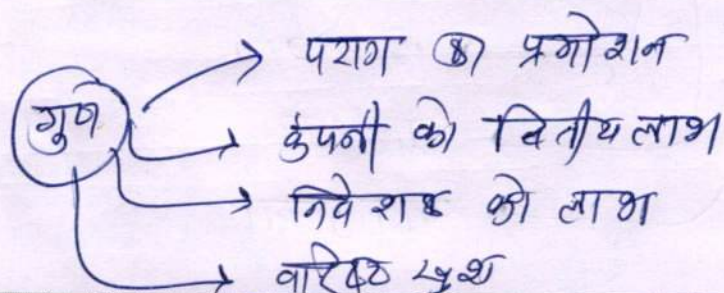 पराग का प्रमोशन
गुण
कंपनी को वित्तीय लाभ
निवेशक को लाभ
वरिष्ठ खुश